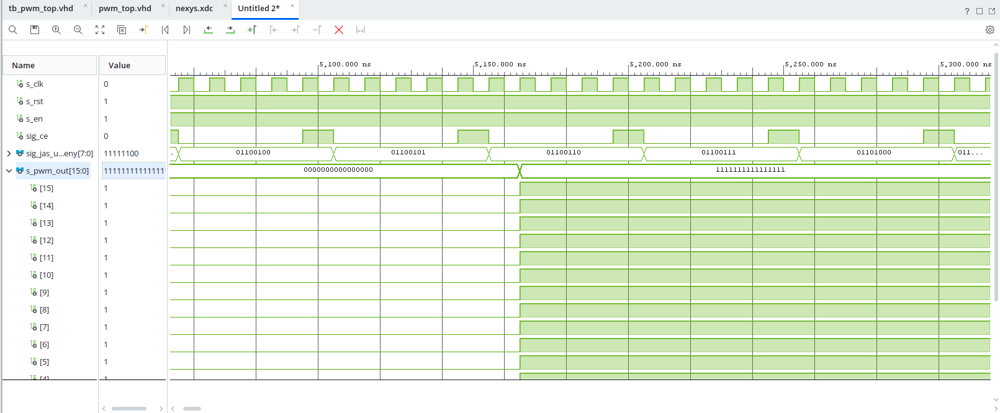 tb_pwm_top.vhd × pwm_top.vhd × nexys.xdc × Untitled 2* ×
?
Name Value 5,100.000 ns 5,150.000 ns 5,200.000 ns 5,250.000 ns 5,300.000 ns
s_clk 0
s_rst 1
s_en 1
sig_ce 0
sig_jas_u...eny[7:0] 11111100 01100100 01100101 01100110 01100111 01101000 011...
s_pwm_out[15:0] 1111111111111111 0000000000000000 1111111111111111
[15] 1
[14] 1
[13] 1
[12] 1
[11] 1
[10] 1
[9] 1
[8] 1
[7] 1
[6] 1
[5] 1
[4] 1